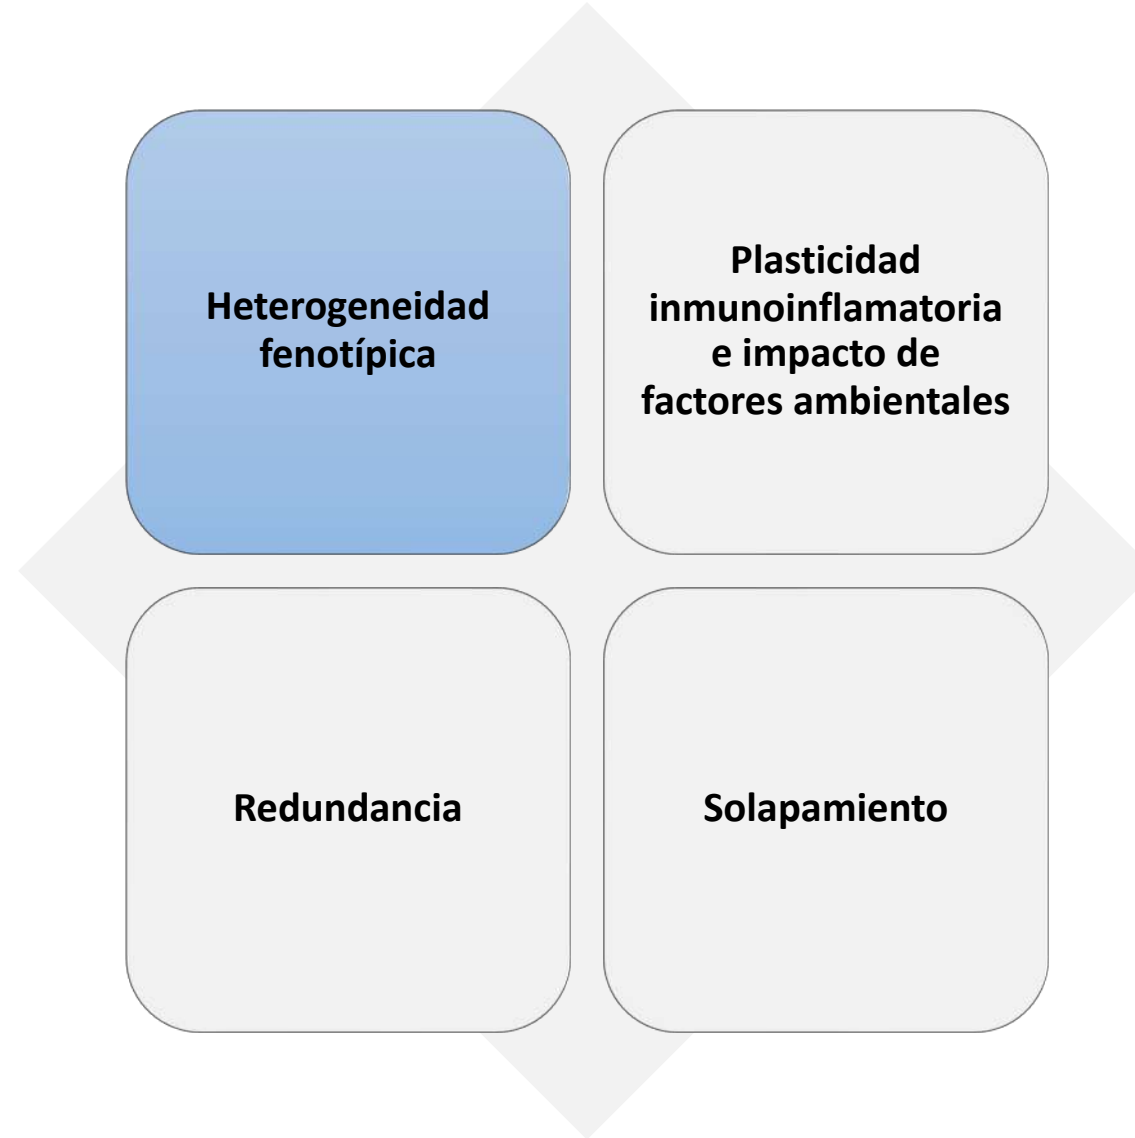 Heterogeneidad
fenotípica
Plasticidad
inmunoinflamatoria
e impacto de
factores ambientales
Redundancia
Solapamiento